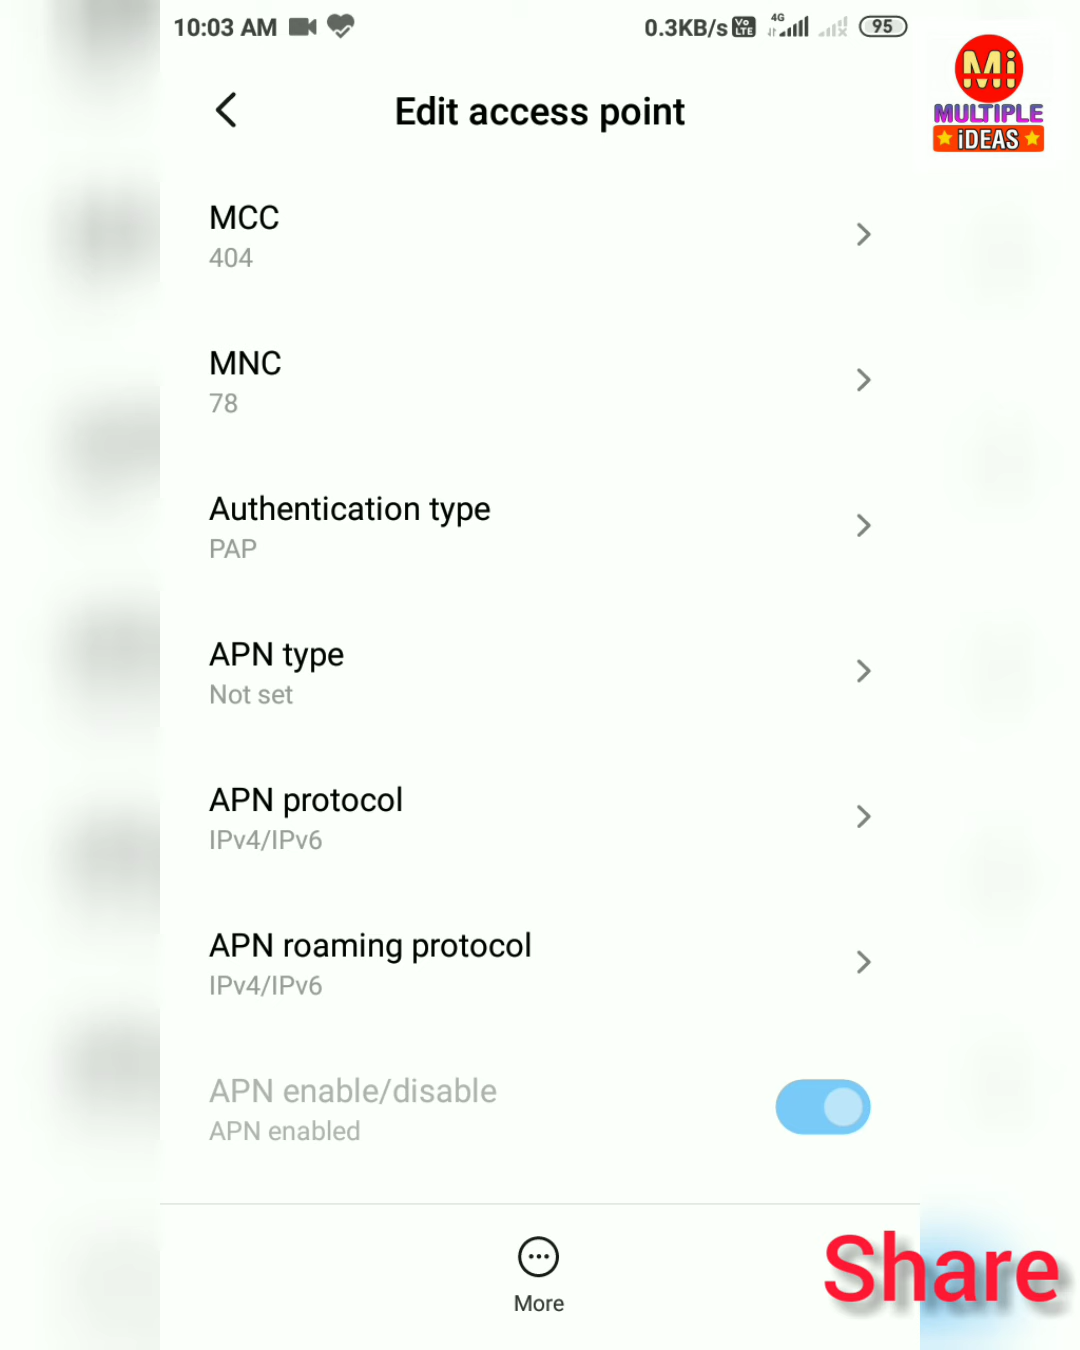 10:03 AM 0.3KB/s Vo LTE 4G 95
Mi
MULTIPLE
iDEAS
Edit access point
MCC
404
MNC
78
Authentication type
PAP
APN type
Not set
APN protocol
IPv4/IPv6
APN roaming protocol
IPv4/IPv6
APN enable/disable
APN enabled
Share
More